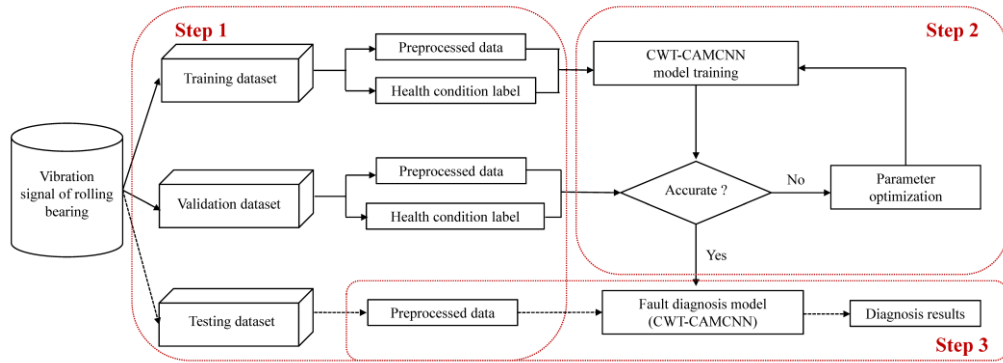 Step 1
Step 2
Training dataset
Preprocessed data
Health condition label
CWT-CAMCNN
model training
Vibration
signal of rolling
bearing
Validation dataset
Preprocessed data
Health condition label
Accurate ?
No
Parameter
optimization
Yes
Testing dataset
Preprocessed data
Fault diagnosis model
(CWT-CAMCNN)
Diagnosis results
Step 3